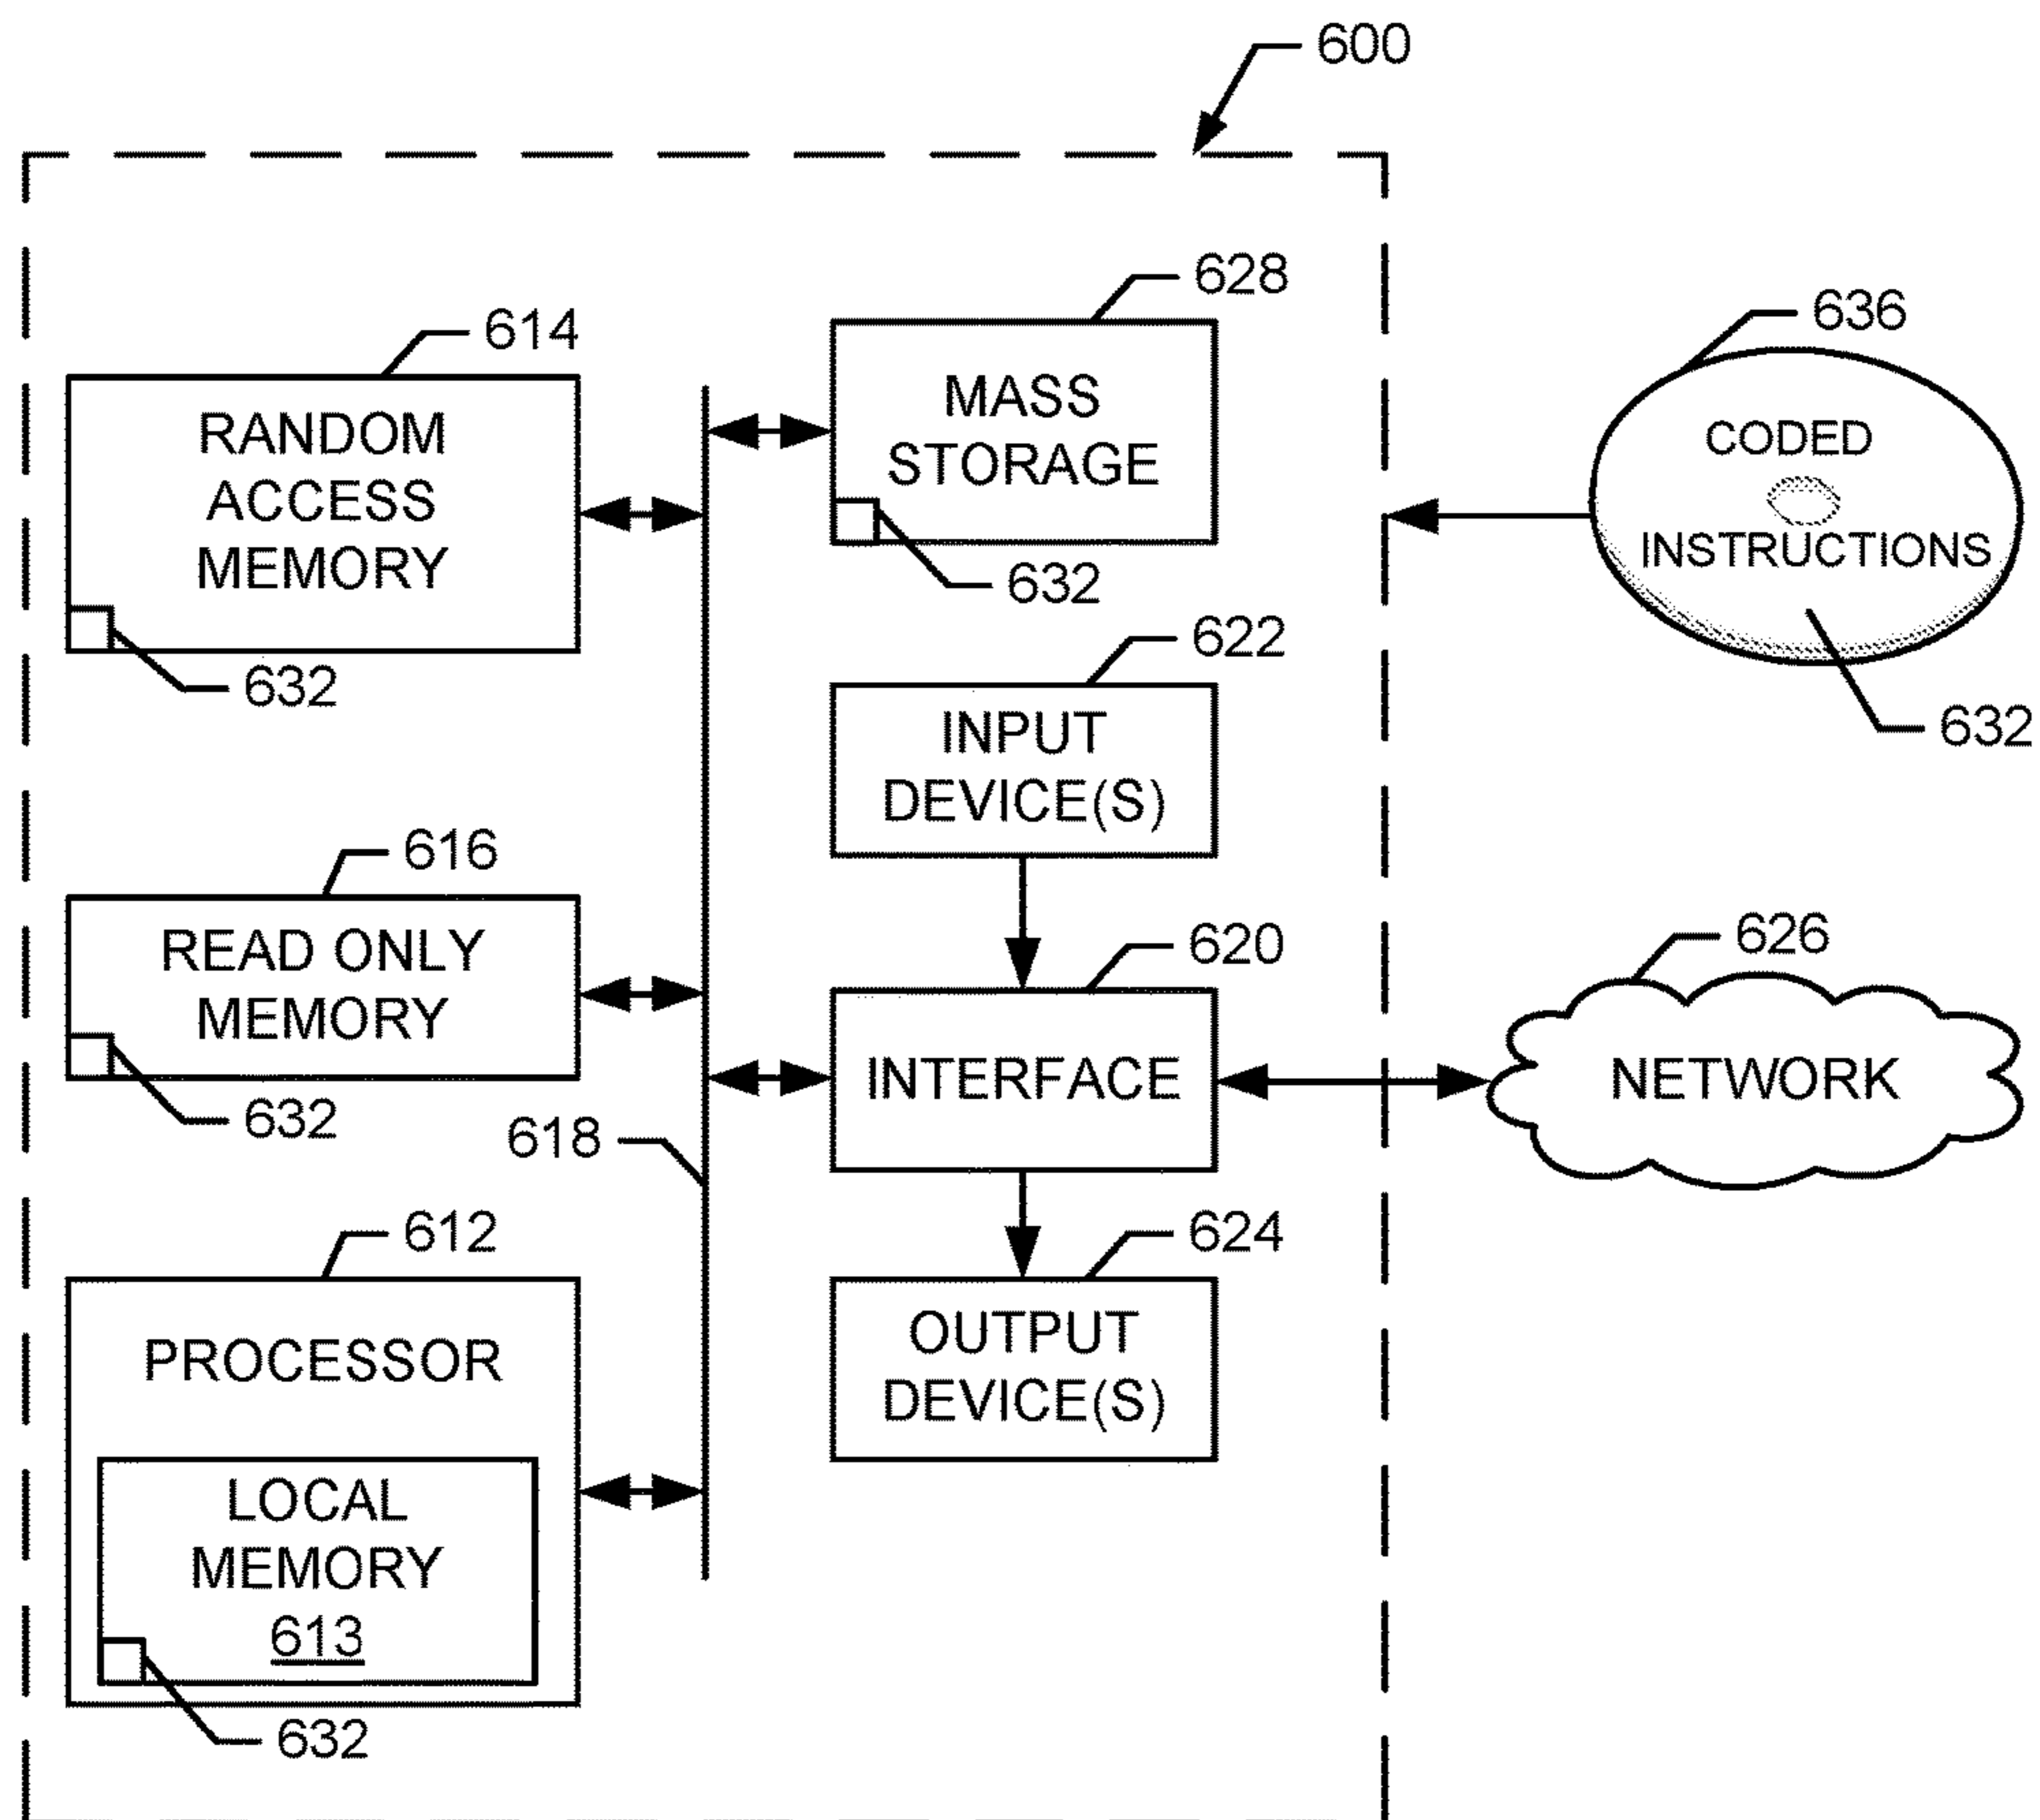 600
628
614
636
MASS
STORAGE
RANDOM
ACCESS
MEMORY
CODED
INSTRUCTIONS
632
632
622
632
INPUT
DEVICE(S)
616
620
626
READ ONLY
MEMORY
INTERFACE
NETWORK
632
618
612
624
PROCESSOR
OUTPUT
DEVICE(S)
LOCAL
MEMORY
613
632